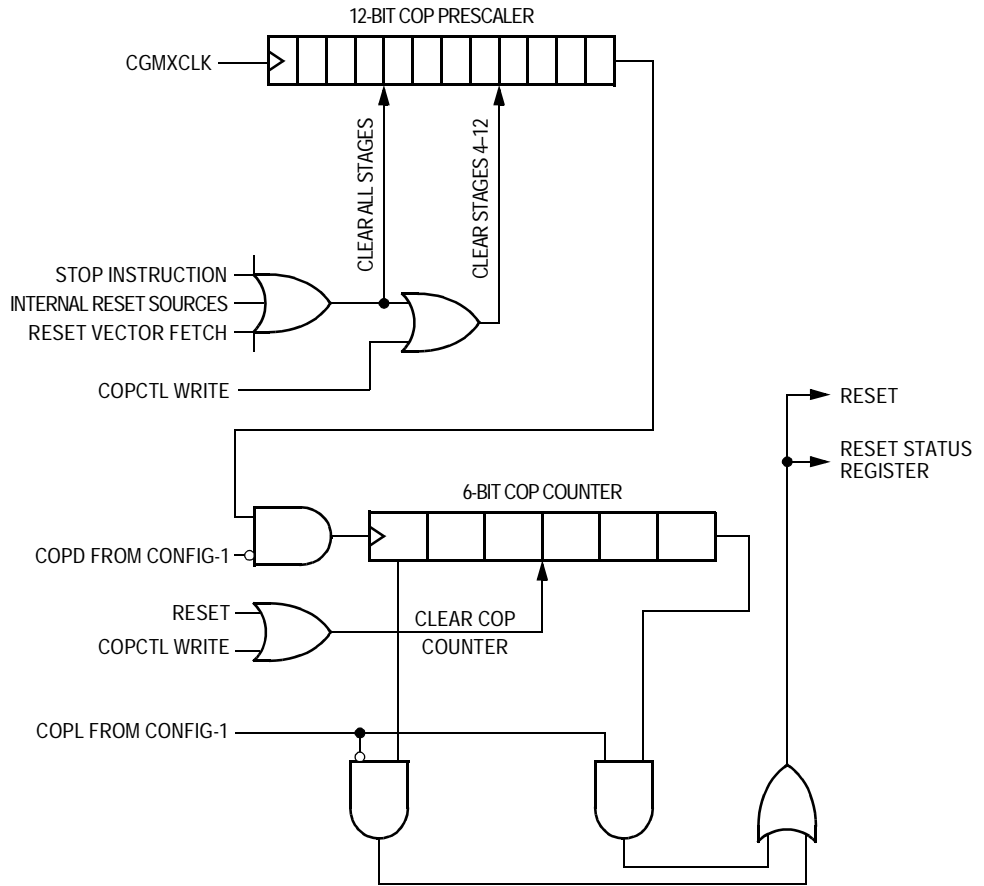 12-BIT COP PRESCALER
CGMXCLK
CLEAR ALL STAGES
CLEAR STAGES 4–12
STOP INSTRUCTION
INTERNAL RESET SOURCES
RESET VECTOR FETCH
COPCTL WRITE
RESET
RESET STATUS
REGISTER
6-BIT COP COUNTER
COPD FROM CONFIG-1
RESET
CLEAR COP
COUNTER
COPCTL WRITE
COPL FROM CONFIG-1